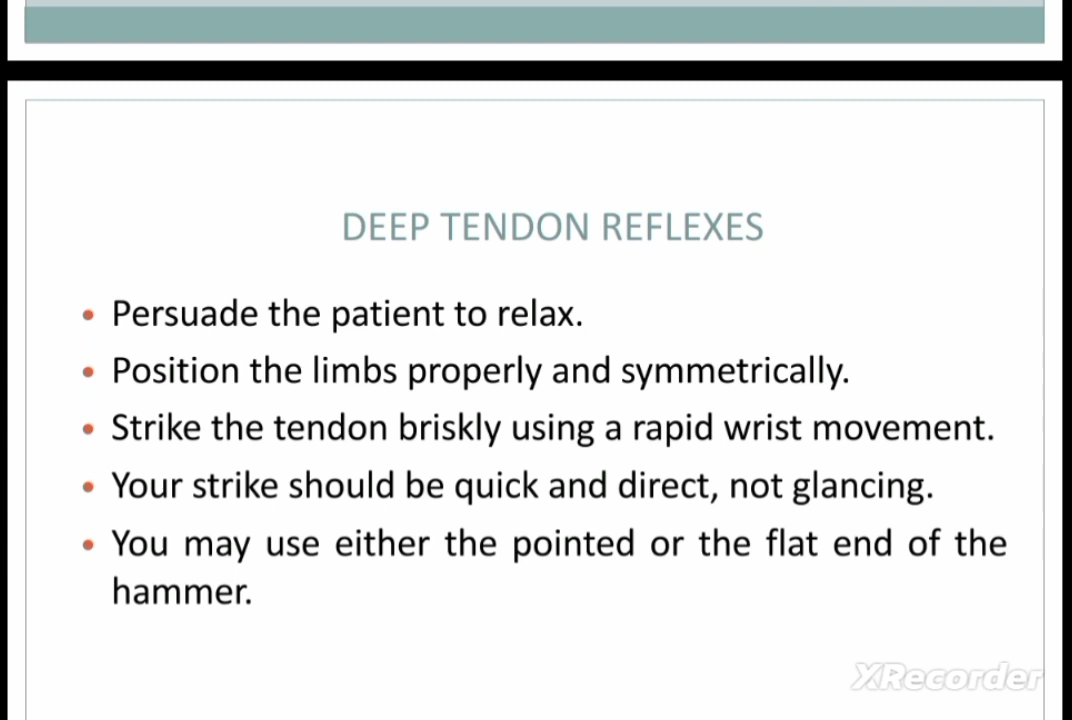 DEEP TENDON REFLEXES
• Persuade the patient to relax.
• Position the limbs properly and symmetrically.
• Strike the tendon briskly using a rapid wrist movement.
• Your strike should be quick and direct, not glancing.
• You may use either the pointed or the flat end of the
hammer.
XRecorder